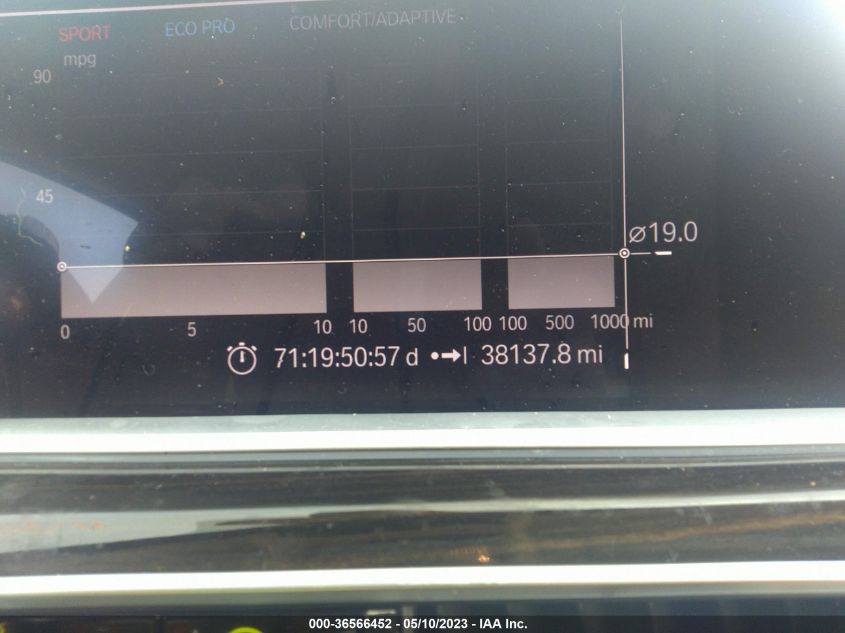 SPORT ECO PRO COMFORT/ADAPTIVE
mpg
90
45
⌀19.0
0 5 10 10 50 100 100 500 1000 mi
71:19:50:57 d 38137.8 mi
000-36566452 - 05/10/2023 - IAA Inc.